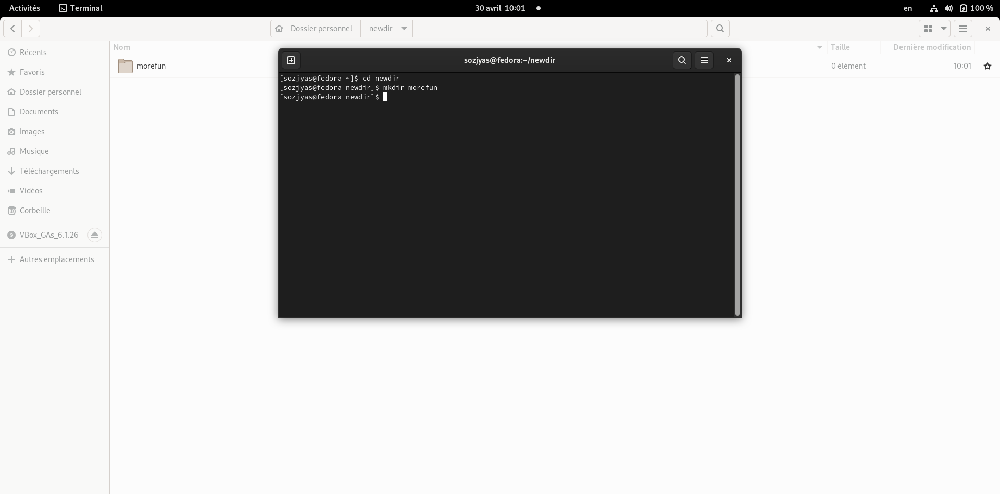 Activités Terminal 30 avril 10:01 en 100 %
Dossier personnel newdir
Récents
Favoris
Dossier personnel
Documents
Images
Musique
Téléchargements
Vidéos
Corbeille
VBox_GAs_6.1.26
Autres emplacements
Nom Taille Dernière modification
morefun 0 élément 10:01
sozjyas@fedora:~/newdir
[sozjyas@fedora ~]$ cd newdir
[sozjyas@fedora newdir]$ mkdir morefun
[sozjyas@fedora newdir]$